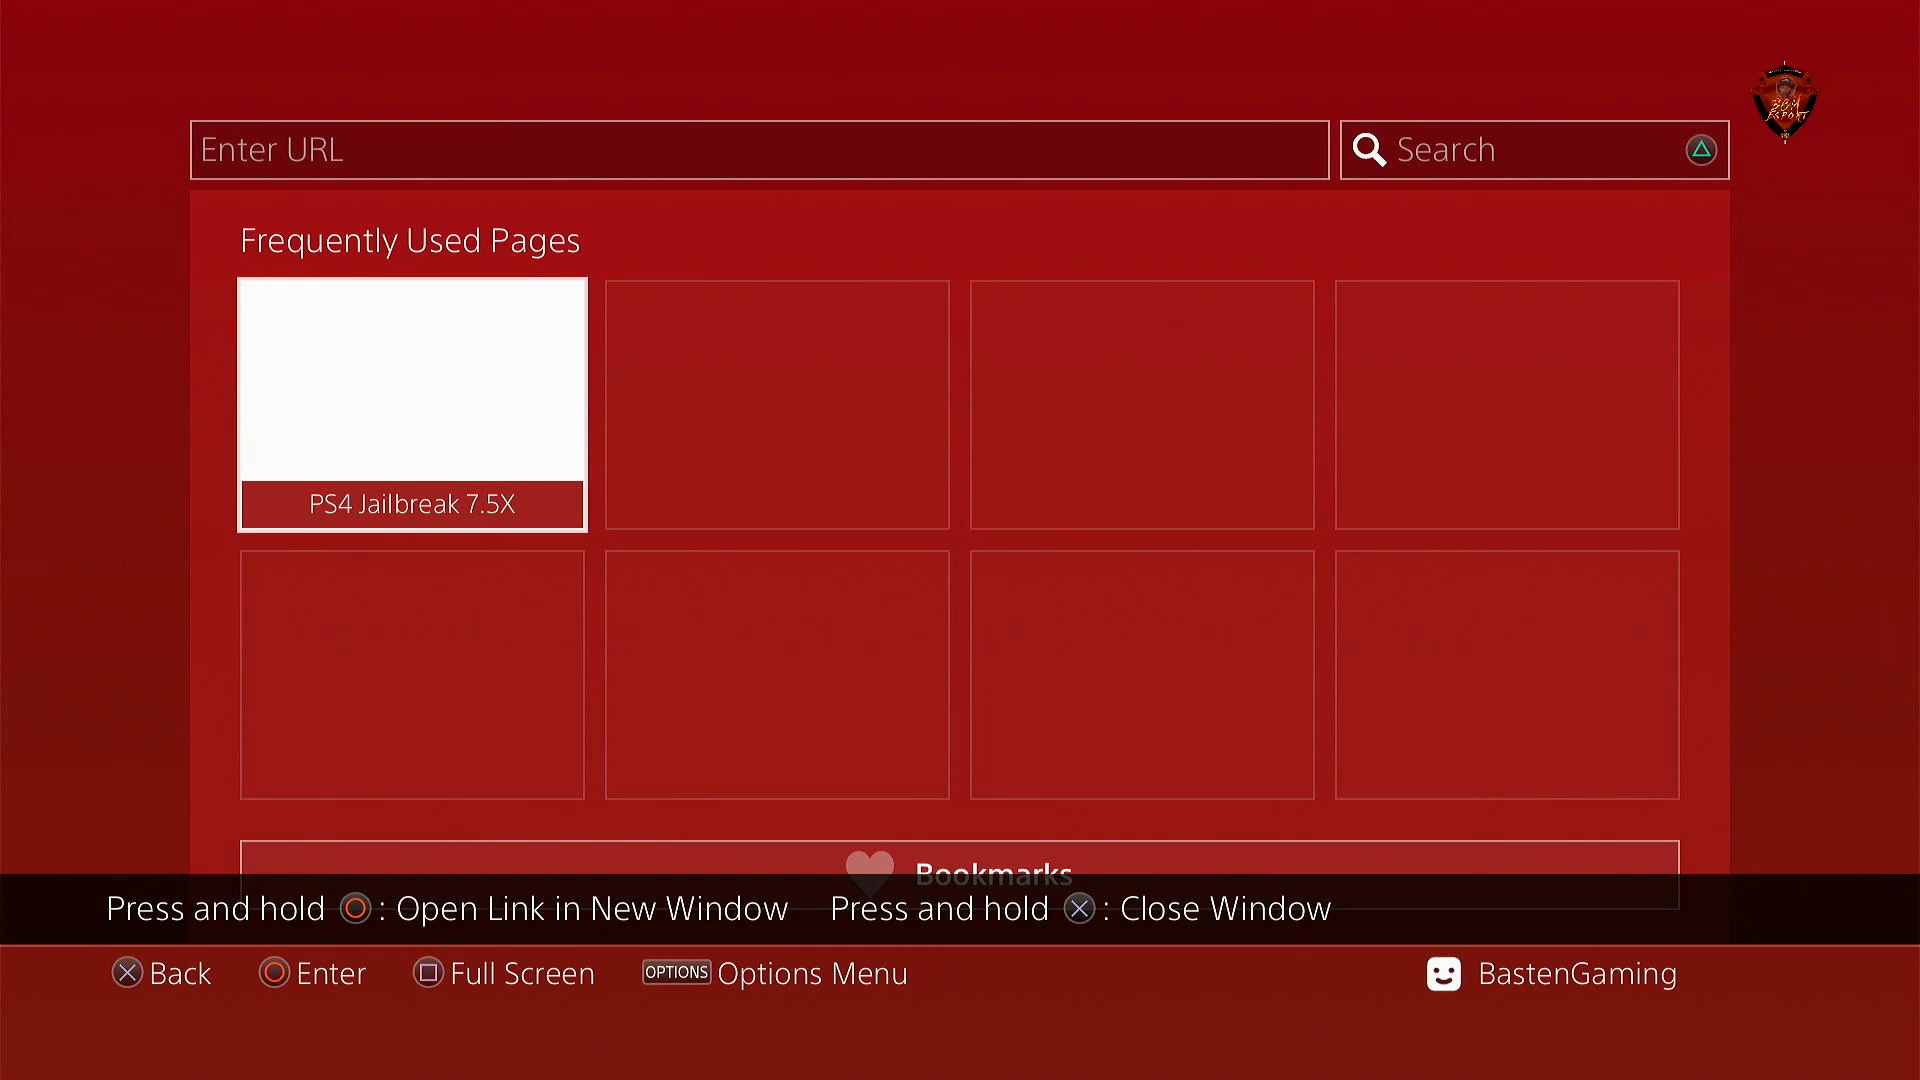 Enter URL
Search
Frequently Used Pages
PS4 Jailbreak 7.5X
Bookmarks
Press and hold : Open Link in New Window Press and hold : Close Window
Back Enter Full Screen OPTIONS Options Menu BastenGaming